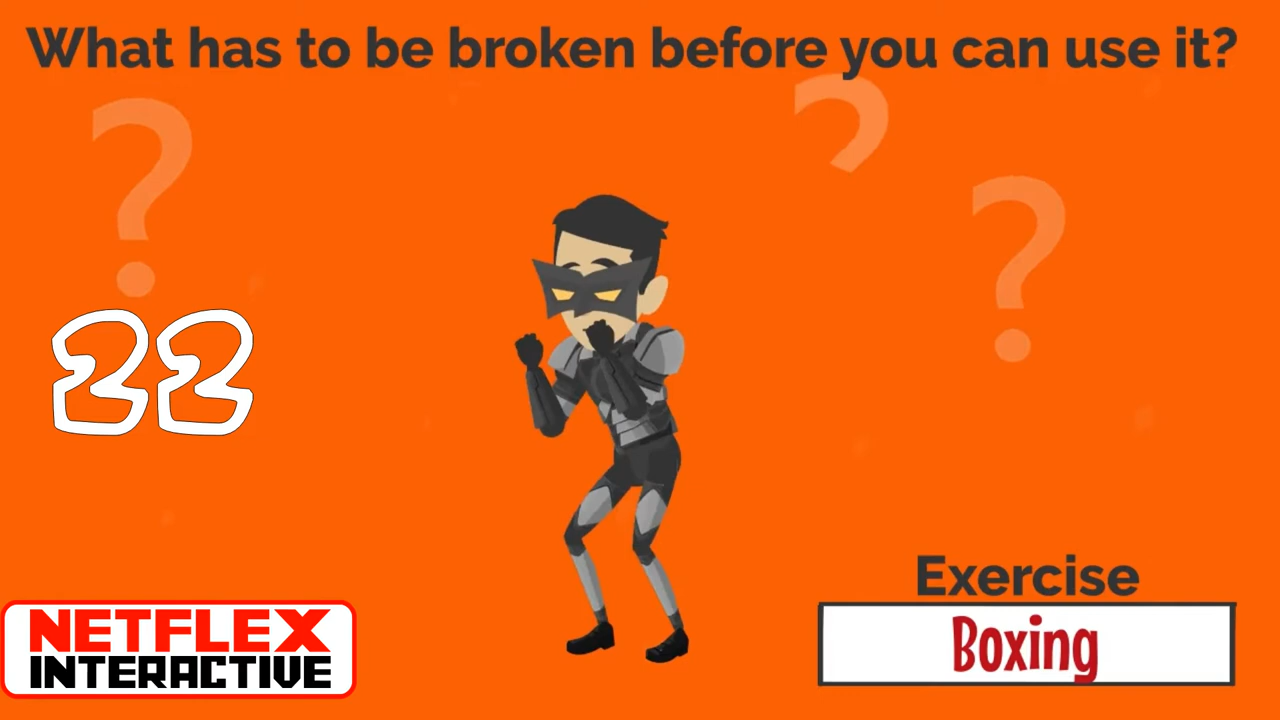 What has to be broken before you can use it?
22
Exercise
Boxing
NETFLEX
INTERACTIVE